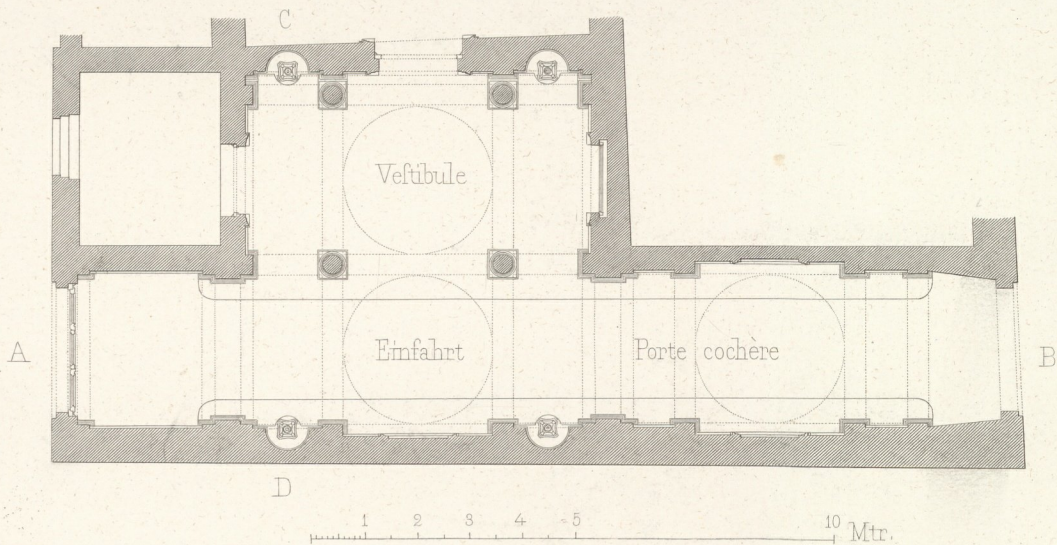 C
Veſtibule
A
Einfahrt
Porte cochère
B
D
1 2 3 4 5 10 Mtr.